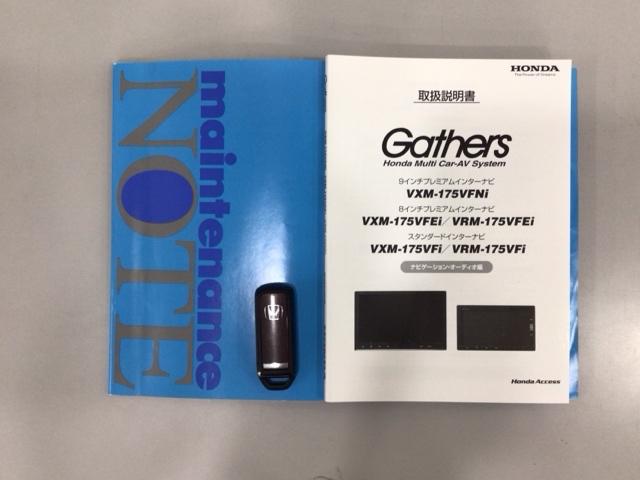 maintenance
NOTE
HONDA
The Power of Dreams
取扱説明書
Gathers
Honda Multi Car-AV System
9インチプレミアムインターナビ
VXM-175VFNi
8インチプレミアムインターナビ
VXM-175VFEi/VRM-175VFEi
スタンダードインターナビ
VXM-175VFi/VRM-175VFi
ナビゲーション・オーディオ編
Honda Access